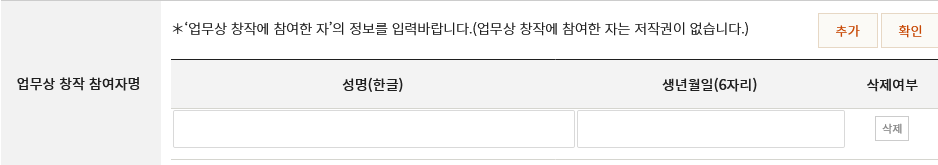 업무상 창작 참여자명
＊'업무상 창작에 참여한 자'의 정보를 입력바랍니다.(업무상 창작에 참여한 자는 저작권이 없습니다.)
추가 확인
성명(한글) 생년월일(6자리) 삭제여부
삭제